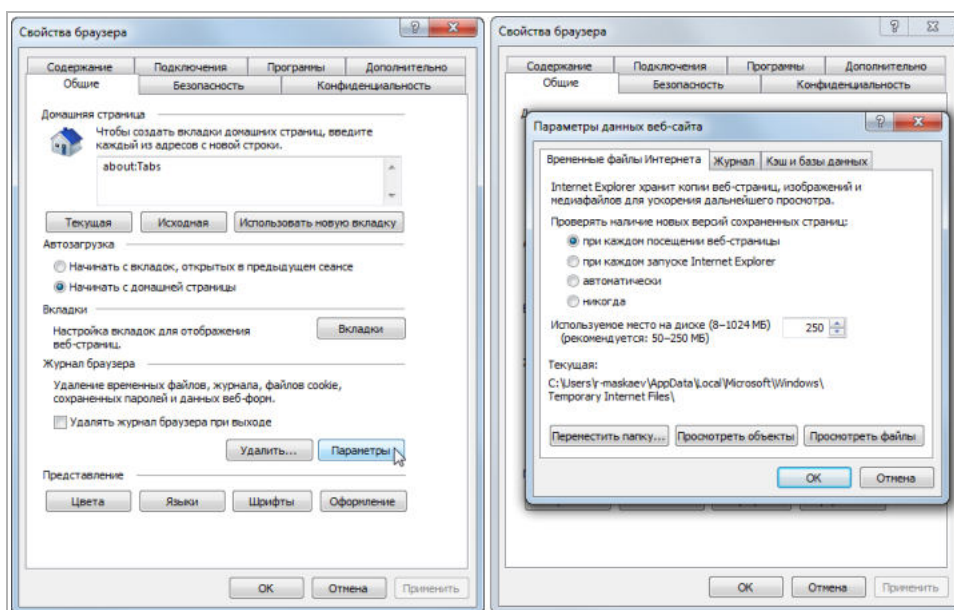 Свойства браузера
Содержание Подключения Программы Дополнительно
Общие Безопасность Конфиденциальность
Домашняя страница
Чтобы создать вкладки домашних страниц, введите
каждый из адресов с новой строки.
about:Tabs
Текущая Исходная Использовать новую вкладку
Автозагрузка
Начинать с вкладок, открытых в предыдущем сеансе
Начинать с домашней страницы
Вкладки
Настройка вкладок для отображения
веб-страниц.
Вкладки
Журнал браузера
Удаление временных файлов, журнала, файлов cookie,
сохраненных паролей и данных веб-форм.
Удалять журнал браузера при выходе
Удалить... Параметры
Представление
Цвета Языки Шрифты Оформление
OK Отмена Применить
Свойства браузера
Содержание Подключения Программы Дополнительно
Общие Безопасность Конфиденциальность
Параметры данных веб-сайта
Временные файлы Интернета Журнал Кэш и базы данных
Internet Explorer хранит копии веб-страниц, изображений и
медиафайлов для ускорения дальнейшего просмотра.
Проверять наличие новых версий сохраненных страниц:
при каждом посещении веб-страницы
при каждом запуске Internet Explorer
автоматически
никогда
Используемое место на диске (8–1024 МБ) 250
(рекомендуется: 50–250 МБ)
Текущая:
C:\Users\r-maskaev\AppData\Local\Microsoft\Windows\
Temporary Internet Files\
Переместить папку... Просмотреть объекты Просмотреть файлы
OK Отмена
OK Отмена Применить